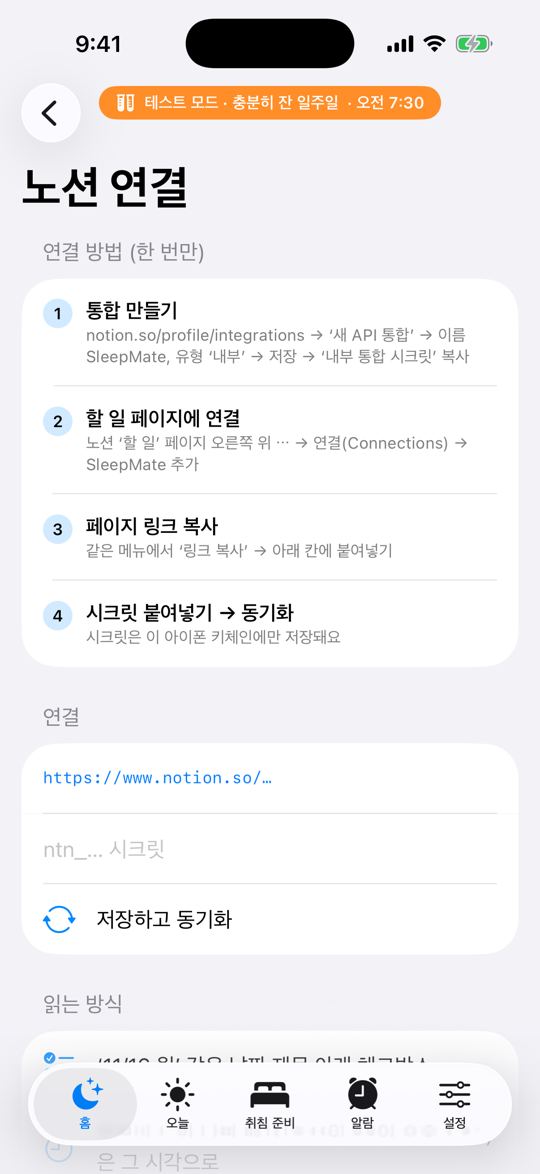 9:41
테스트 모드 · 충분히 잔 일주일 · 오전 7:30
노션 연결
연결 방법 (한 번만)
1 통합 만들기
notion.so/profile/integrations → ‘새 API 통합’ → 이름
SleepMate, 유형 ‘내부’ → 저장 → ‘내부 통합 시크릿’ 복사
2 할 일 페이지에 연결
노션 ‘할 일’ 페이지 오른쪽 위 ··· → 연결(Connections) →
SleepMate 추가
3 페이지 링크 복사
같은 메뉴에서 ‘링크 복사’ → 아래 칸에 붙여넣기
4 시크릿 붙여넣기 → 동기화
시크릿은 이 아이폰 키체인에만 저장돼요
연결
https://www.notion.so/…
ntn_... 시크릿
저장하고 동기화
읽는 방식
홈
오늘
취침 준비
알람
설정
은 그 시각으로